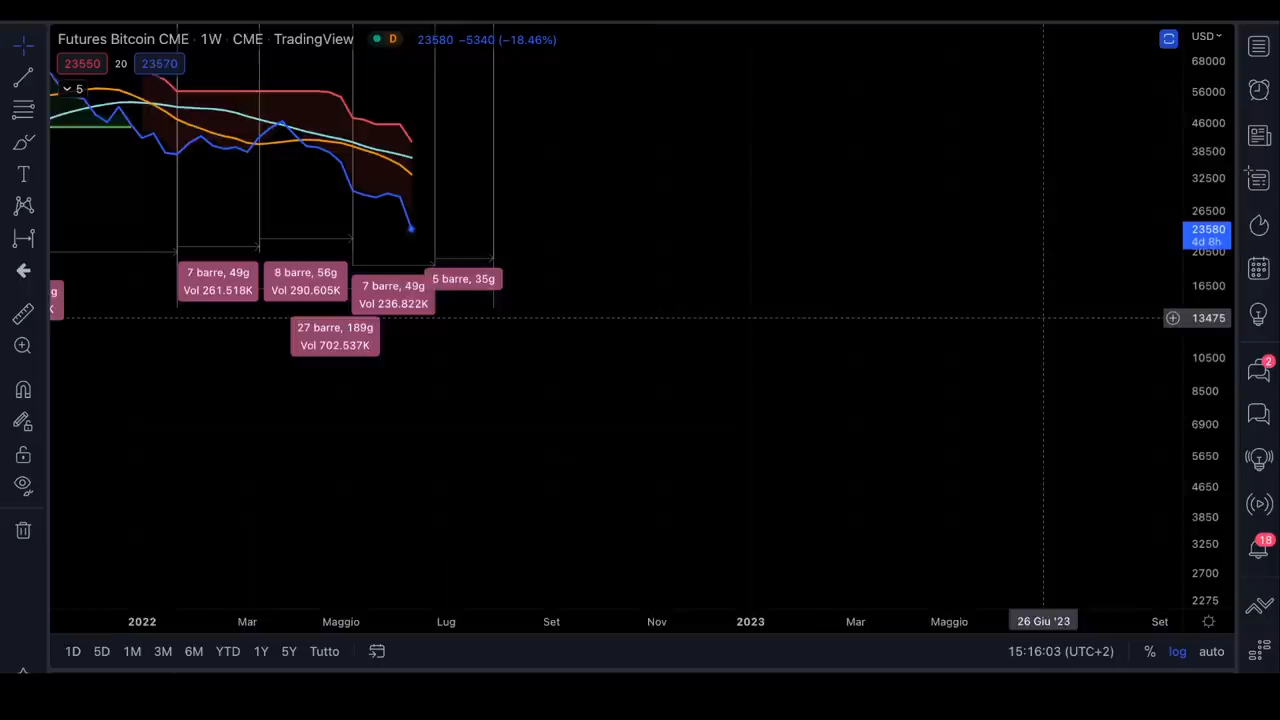 Futures Bitcoin CME · 1W · CME · TradingView D 23580 −5340 (−18.46%)
USD
23550 20 23570
5
68000
56000
46000
38500
32500
26500
23580
4d 8h
20500
16500
13475
10500
8500
6900
5650
4650
3850
3250
2700
2275
g
K
7 barre, 49g
Vol 261.518K
8 barre, 56g
Vol 290.605K
7 barre, 49g
Vol 236.822K
5 barre, 35g
27 barre, 189g
Vol 702.537K
2
18
2022 Mar Maggio Lug Set Nov 2023 Mar Maggio 26 Giu '23 Set
1D 5D 1M 3M 6M YTD 1Y 5Y Tutto 15:16:03 (UTC+2) % log auto